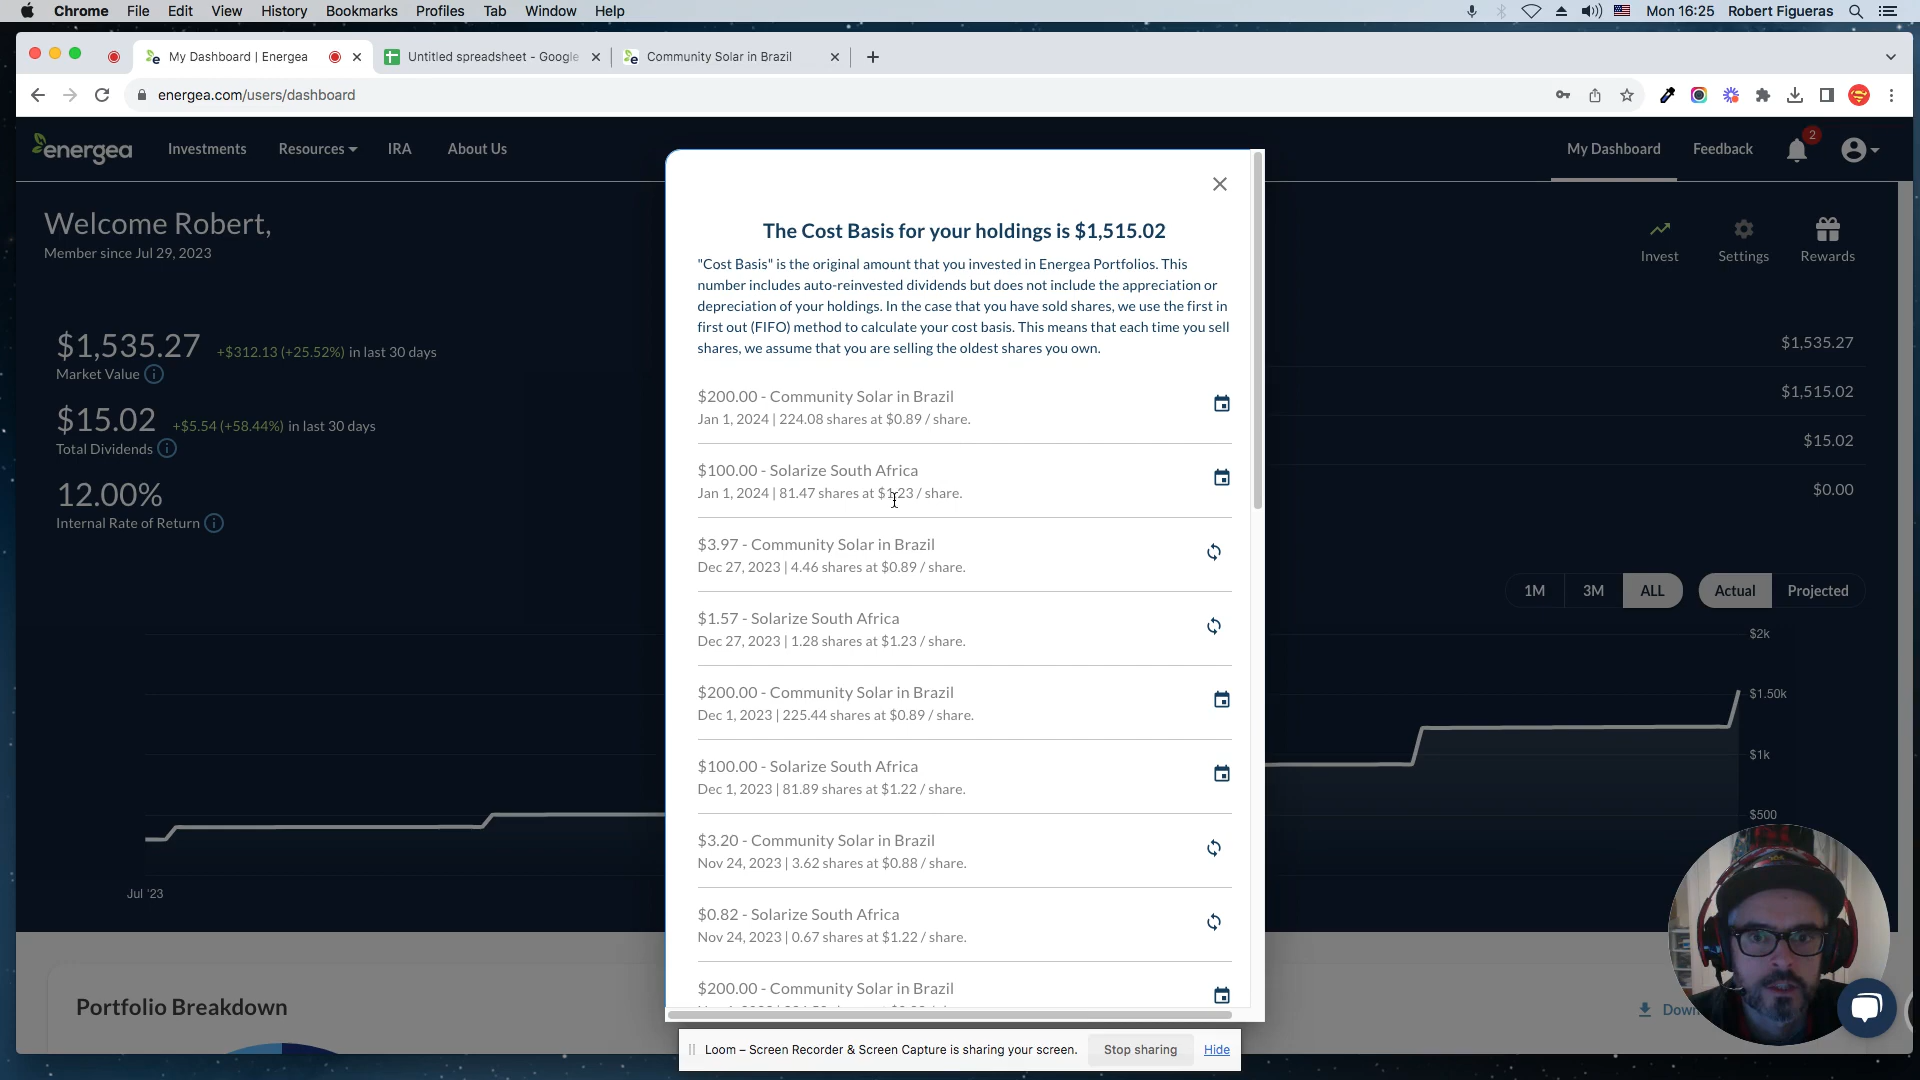 Chrome File Edit View History Bookmarks Profiles Tab Window Help Mon 16:25 Robert Figueras
My Dashboard | Energea
Untitled spreadsheet - Google
Community Solar in Brazil
energea.com/users/dashboard
energea Investments Resources IRA About Us My Dashboard Feedback 2
Welcome Robert,
Member since Jul 29, 2023
Invest Settings Rewards
$1,535.27 +$312.13 (+25.52%) in last 30 days
Market Value
$15.02 +$5.54 (+58.44%) in last 30 days
Total Dividends
12.00%
Internal Rate of Return
The Cost Basis for your holdings is $1,515.02
"Cost Basis" is the original amount that you invested in Energea Portfolios. This
number includes auto-reinvested dividends but does not include the appreciation or
depreciation of your holdings. In the case that you have sold shares, we use the first in
first out (FIFO) method to calculate your cost basis. This means that each time you sell
shares, we assume that you are selling the oldest shares you own.
$200.00 - Community Solar in Brazil
Jan 1, 2024 | 224.08 shares at $0.89 / share.
$100.00 - Solarize South Africa
Jan 1, 2024 | 81.47 shares at $1.23 / share.
$3.97 - Community Solar in Brazil
Dec 27, 2023 | 4.46 shares at $0.89 / share.
$1.57 - Solarize South Africa
Dec 27, 2023 | 1.28 shares at $1.23 / share.
$200.00 - Community Solar in Brazil
Dec 1, 2023 | 225.44 shares at $0.89 / share.
$100.00 - Solarize South Africa
Dec 1, 2023 | 81.89 shares at $1.22 / share.
$3.20 - Community Solar in Brazil
Nov 24, 2023 | 3.62 shares at $0.88 / share.
$0.82 - Solarize South Africa
Nov 24, 2023 | 0.67 shares at $1.22 / share.
$200.00 - Community Solar in Brazil
$1,535.27
$1,515.02
$15.02
$0.00
1M 3M ALL Actual Projected
$2k
$1.50k
$1k
$500
Jul '23
Portfolio Breakdown
Loom – Screen Recorder & Screen Capture is sharing your screen. Stop sharing Hide